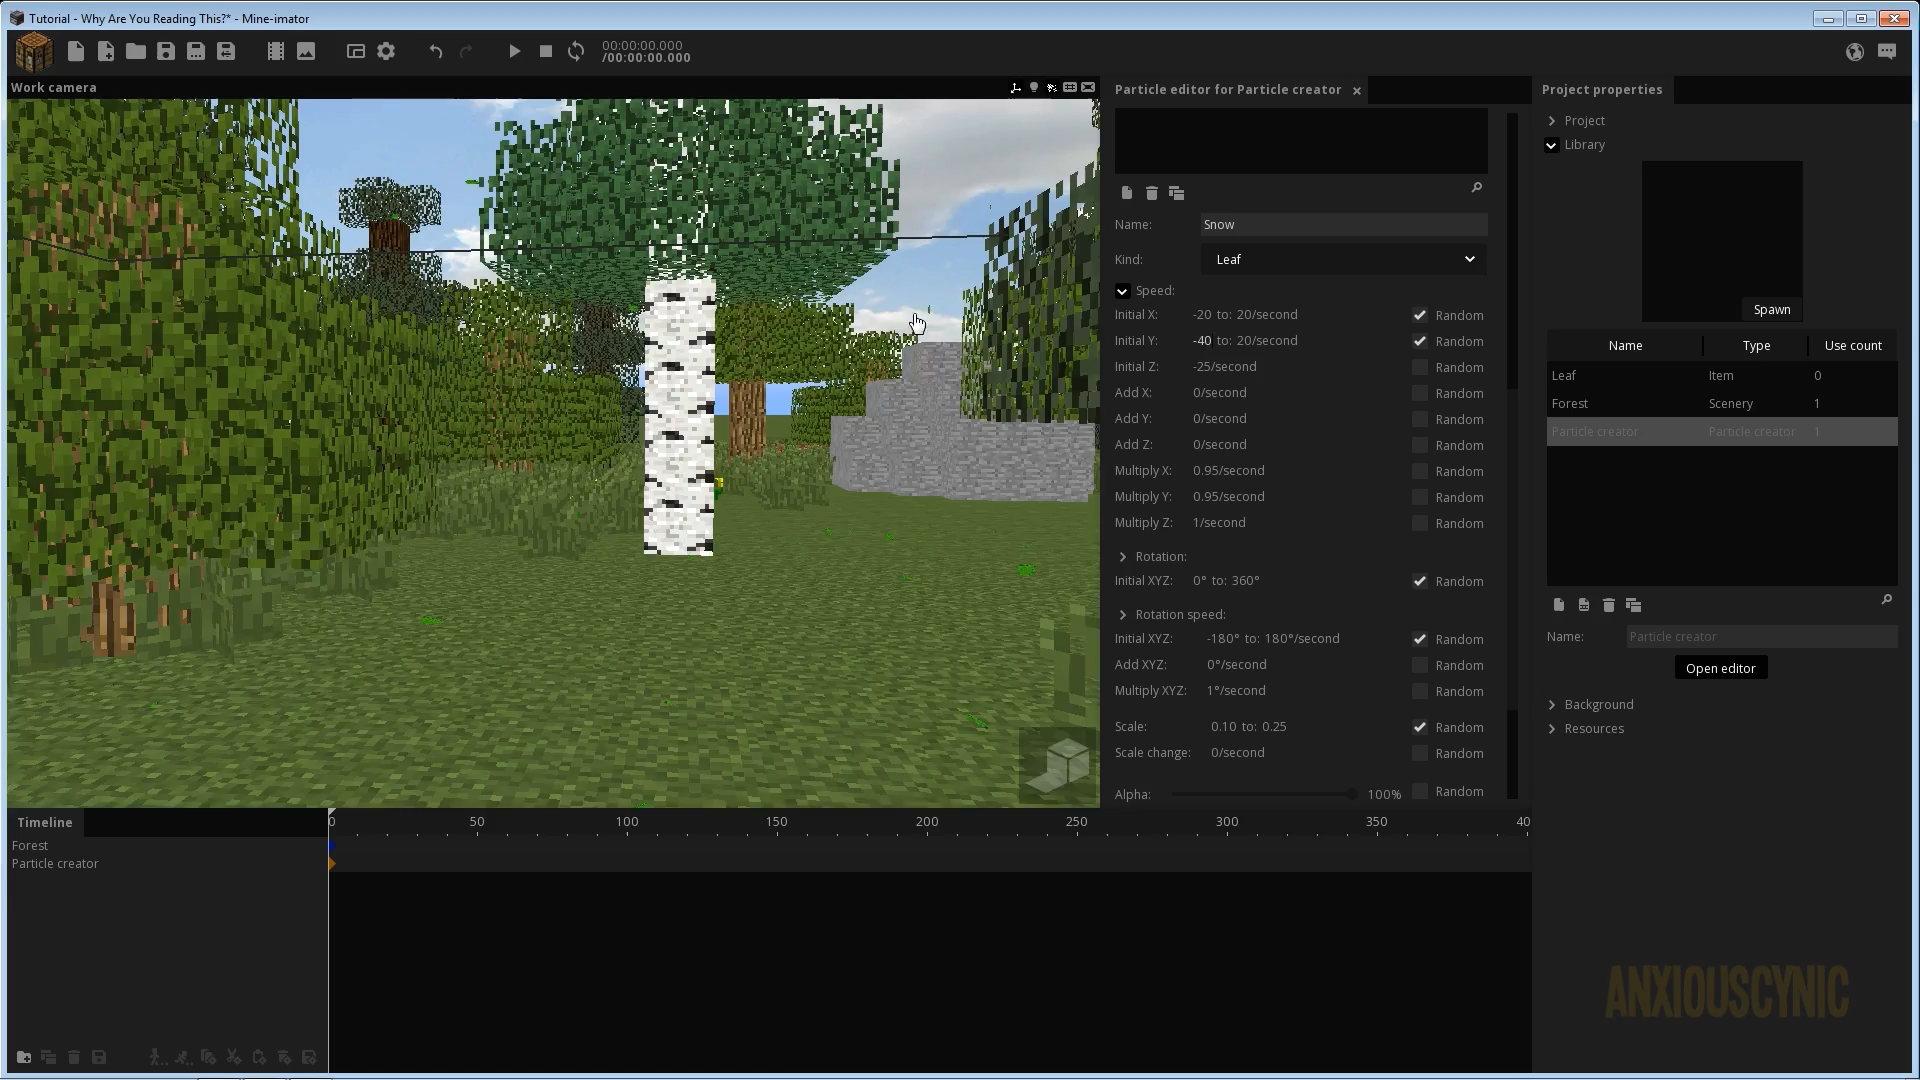 Tutorial - Why Are You Reading This?* - Mine-imator
00:00:00.000
/00:00:00.000
Work camera
Particle editor for Particle creator
Name: Snow
Kind: Leaf
Speed:
Initial X: -20 to: 20/second Random
Initial Y: -40 to: 20/second Random
Initial Z: -25/second Random
Add X: 0/second Random
Add Y: 0/second Random
Add Z: 0/second Random
Multiply X: 0.95/second Random
Multiply Y: 0.95/second Random
Multiply Z: 1/second Random
Rotation:
Initial XYZ: 0° to: 360° Random
Rotation speed:
Initial XYZ: -180° to: 180°/second Random
Add XYZ: 0°/second Random
Multiply XYZ: 1°/second Random
Scale: 0.10 to: 0.25 Random
Scale change: 0/second Random
Alpha: 100% Random
Project properties
Project
Library
Spawn
Name Type Use count
Leaf Item 0
Forest Scenery 1
Particle creator Particle creator 1
Name: Particle creator
Open editor
Background
Resources
Timeline
0 50 100 150 200 250 300 350 40
Forest
Particle creator
ANXIOUSCYNIC